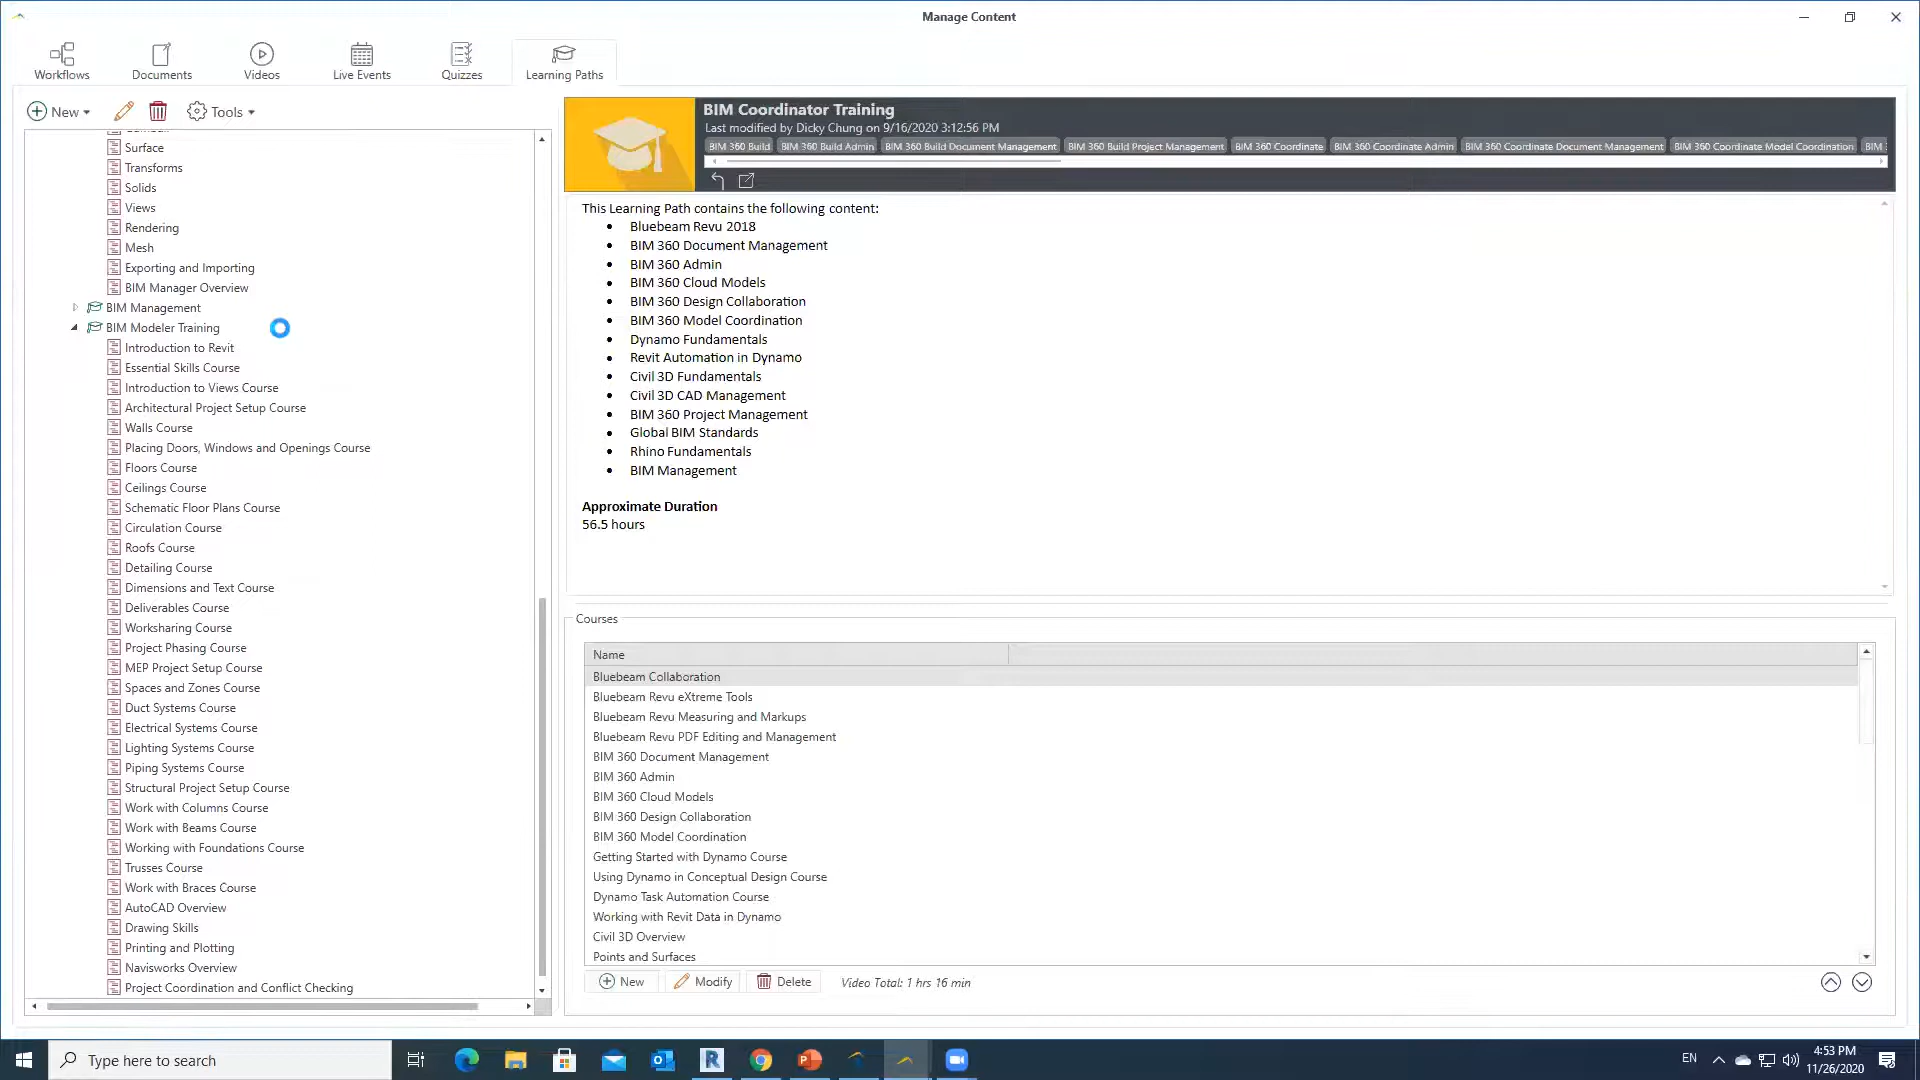 Manage Content
Workflows
Documents
Videos
Live Events
Quizzes
Learning Paths
New
Tools
Surface
Transforms
Solids
Views
Rendering
Mesh
Exporting and Importing
BIM Manager Overview
BIM Management
BIM Modeler Training
Introduction to Revit
Essential Skills Course
Introduction to Views Course
Architectural Project Setup Course
Walls Course
Placing Doors, Windows and Openings Course
Floors Course
Ceilings Course
Schematic Floor Plans Course
Circulation Course
Roofs Course
Detailing Course
Dimensions and Text Course
Deliverables Course
Worksharing Course
Project Phasing Course
MEP Project Setup Course
Spaces and Zones Course
Duct Systems Course
Electrical Systems Course
Lighting Systems Course
Piping Systems Course
Structural Project Setup Course
Work with Columns Course
Work with Beams Course
Working with Foundations Course
Trusses Course
Work with Braces Course
AutoCAD Overview
Drawing Skills
Printing and Plotting
Navisworks Overview
Project Coordination and Conflict Checking
BIM Coordinator Training
Last modified by Dicky Chung on 9/16/2020 3:12:56 PM
BIM 360 Build
BIM 360 Build Admin
BIM 360 Build Document Management
BIM 360 Build Project Management
BIM 360 Coordinate
BIM 360 Coordinate Admin
BIM 360 Coordinate Document Management
BIM 360 Coordinate Model Coordination
BIM
This Learning Path contains the following content:
• Bluebeam Revu 2018
• BIM 360 Document Management
• BIM 360 Admin
• BIM 360 Cloud Models
• BIM 360 Design Collaboration
• BIM 360 Model Coordination
• Dynamo Fundamentals
• Revit Automation in Dynamo
• Civil 3D Fundamentals
• Civil 3D CAD Management
• BIM 360 Project Management
• Global BIM Standards
• Rhino Fundamentals
• BIM Management
Approximate Duration
56.5 hours
Courses
Name
Bluebeam Collaboration
Bluebeam Revu eXtreme Tools
Bluebeam Revu Measuring and Markups
Bluebeam Revu PDF Editing and Management
BIM 360 Document Management
BIM 360 Admin
BIM 360 Cloud Models
BIM 360 Design Collaboration
BIM 360 Model Coordination
Getting Started with Dynamo Course
Using Dynamo in Conceptual Design Course
Dynamo Task Automation Course
Working with Revit Data in Dynamo
Civil 3D Overview
Points and Surfaces
New
Modify
Delete
Video Total: 1 hrs 16 min
Type here to search
EN
4:53 PM
11/26/2020